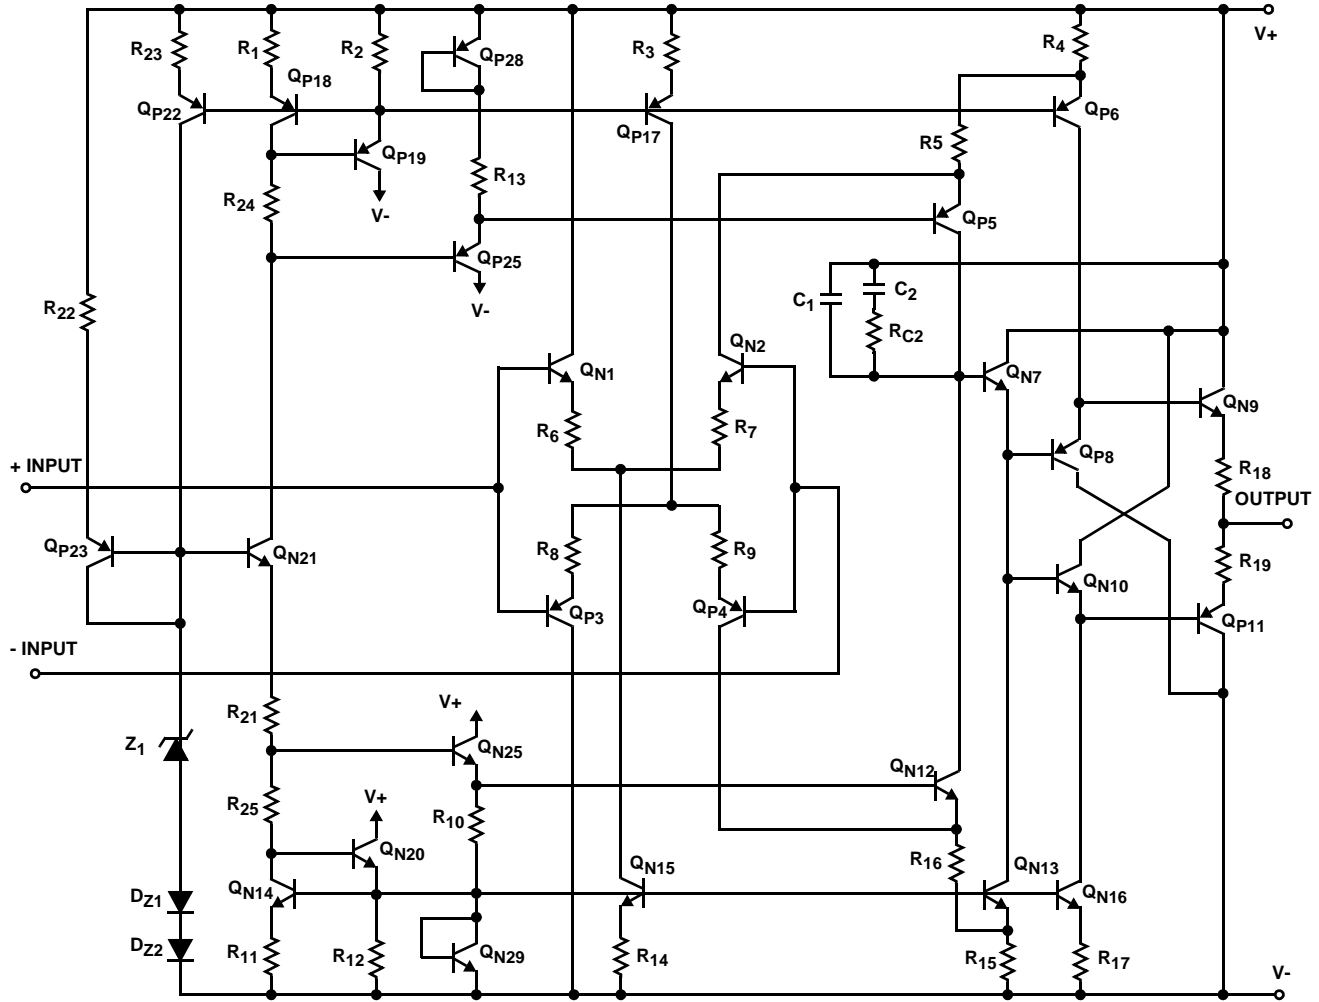 V+
R23
R1
R2
QP28
R3
R4
QP18
QP22
QP17
QP6
QP19
R5
R13
R24
V-
QP5
QP25
V-
R22
C1
C2
RC2
QN1
QN2
QN7
QN9
R6
R7
QP8
+ INPUT
R18
OUTPUT
QP23
QN21
R8
R9
R19
QP3
QP4
QN10
QP11
- INPUT
R21
V+
Z1
QN25
R25
QN12
V+
R10
QN20
R16
QN15
QN13
DZ1
QN14
QN16
DZ2
R11
R12
QN29
R14
R15
R17
V-